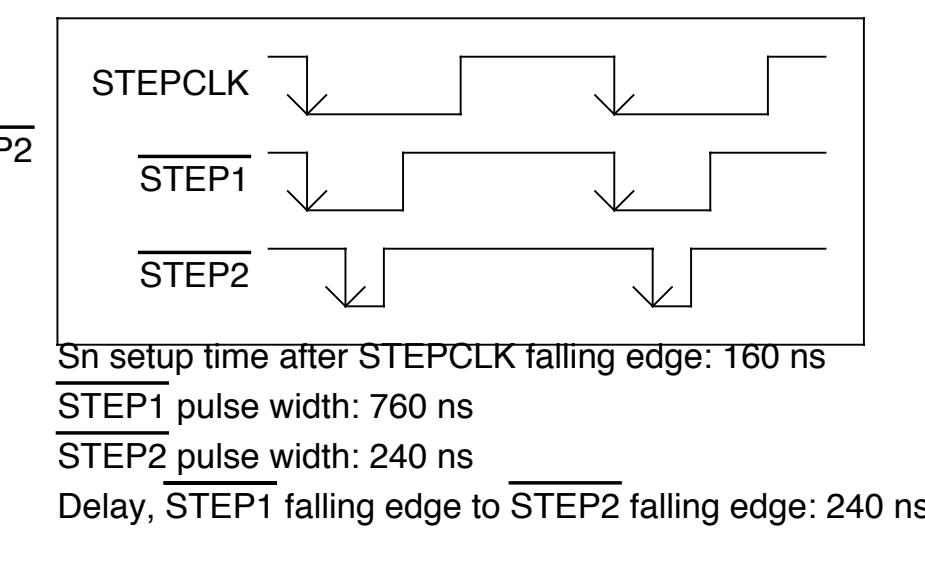 STEPCLK
P2
STEP1
STEP2
Sn setup time after STEPCLK falling edge: 160 ns
STEP1 pulse width: 760 ns
STEP2 pulse width: 240 ns
Delay, STEP1 falling edge to STEP2 falling edge: 240 ns